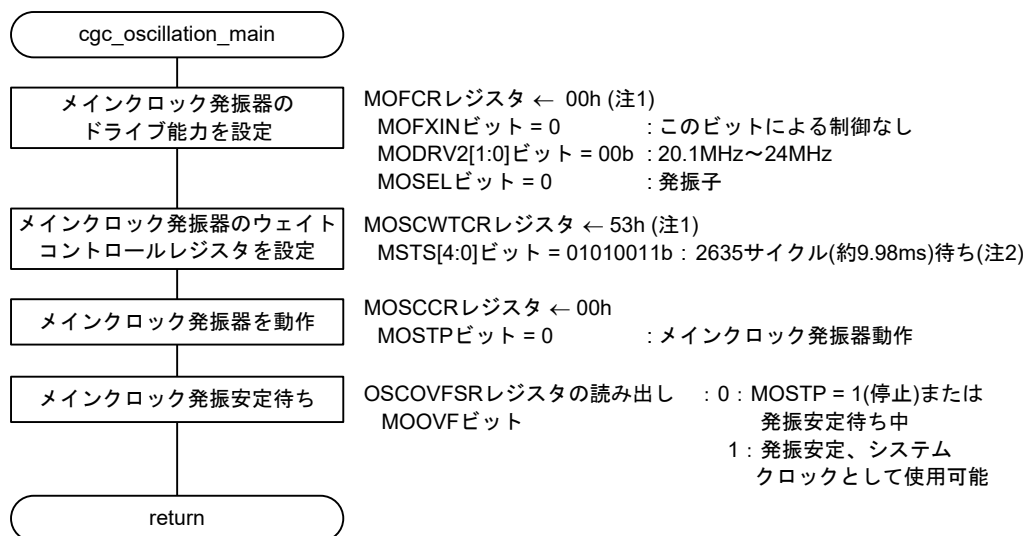 cgc_oscillation_main
メインクロック発振器の
ドライブ能力を設定
MOFCRレジスタ ← 00h (注1)
MOFXINビット = 0 : このビットによる制御なし
MODRV2[1:0]ビット = 00b : 20.1MHz～24MHz
MOSELビット = 0 : 発振子
メインクロック発振器のウェイト
コントロールレジスタを設定
MOSCWTCRレジスタ ← 53h (注1)
MSTS[4:0]ビット = 01010011b : 2635サイクル(約9.98ms)待ち(注2)
メインクロック発振器を動作
MOSCCRレジスタ ← 00h
MOSTPビット = 0 : メインクロック発振器動作
メインクロック発振安定待ち
OSCOVFSRレジスタの読み出し : 0 : MOSTP = 1(停止)または
MOOVFビット 発振安定待ち中
1 : 発振安定、システム
クロックとして使用可能
return